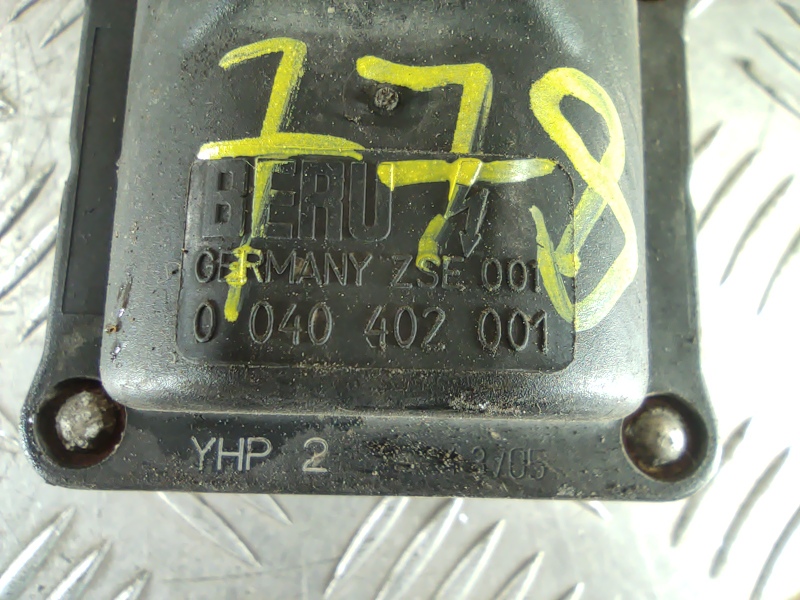 778
BERU
GERMANY ZSE 001
0 040 402 001
YHP 2 3/05